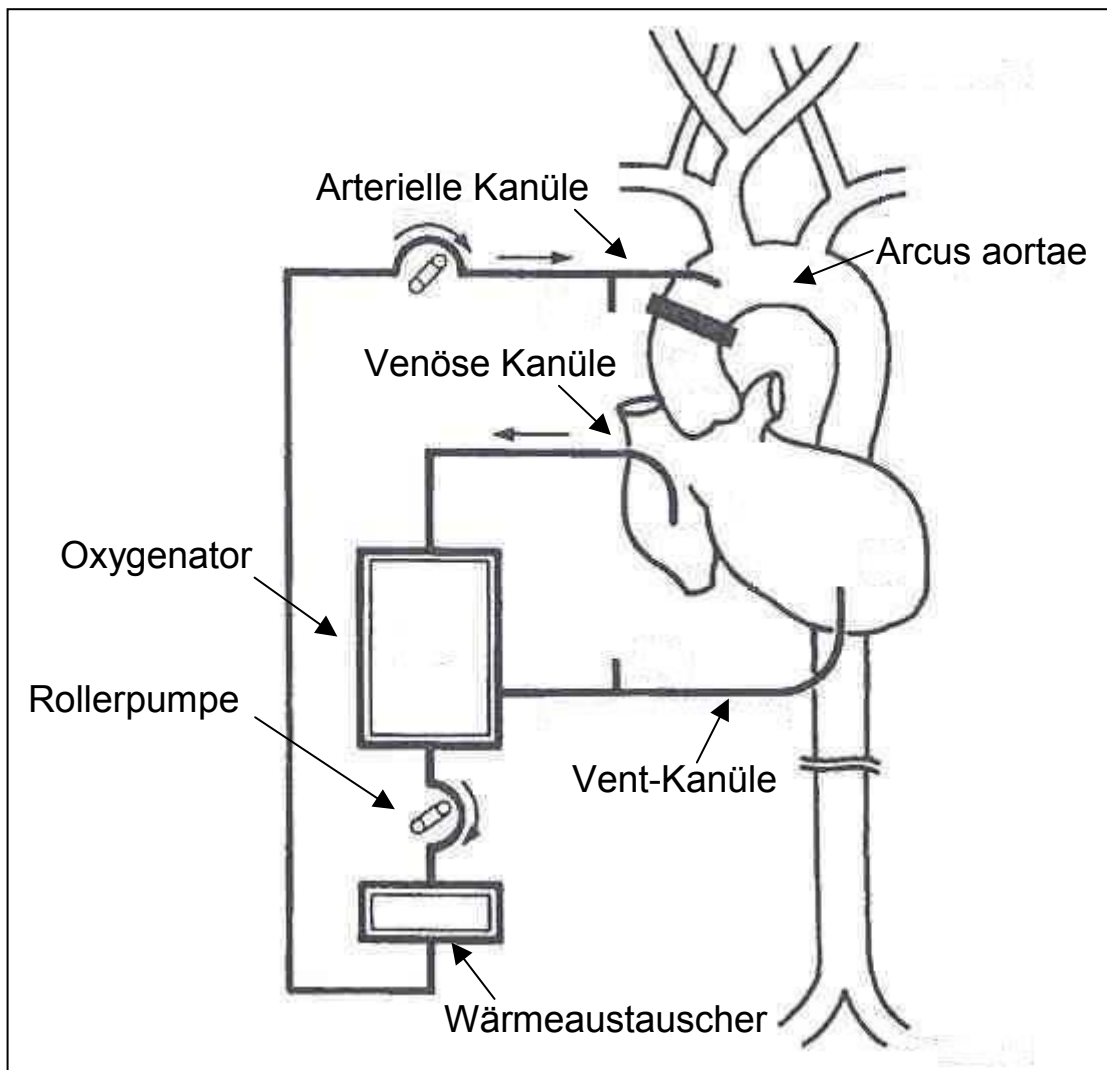 Arterielle Kanüle
Arcus aortae
Venöse Kanüle
Oxygenator
Rollerpumpe
Vent-Kanüle
Wärmeaustauscher